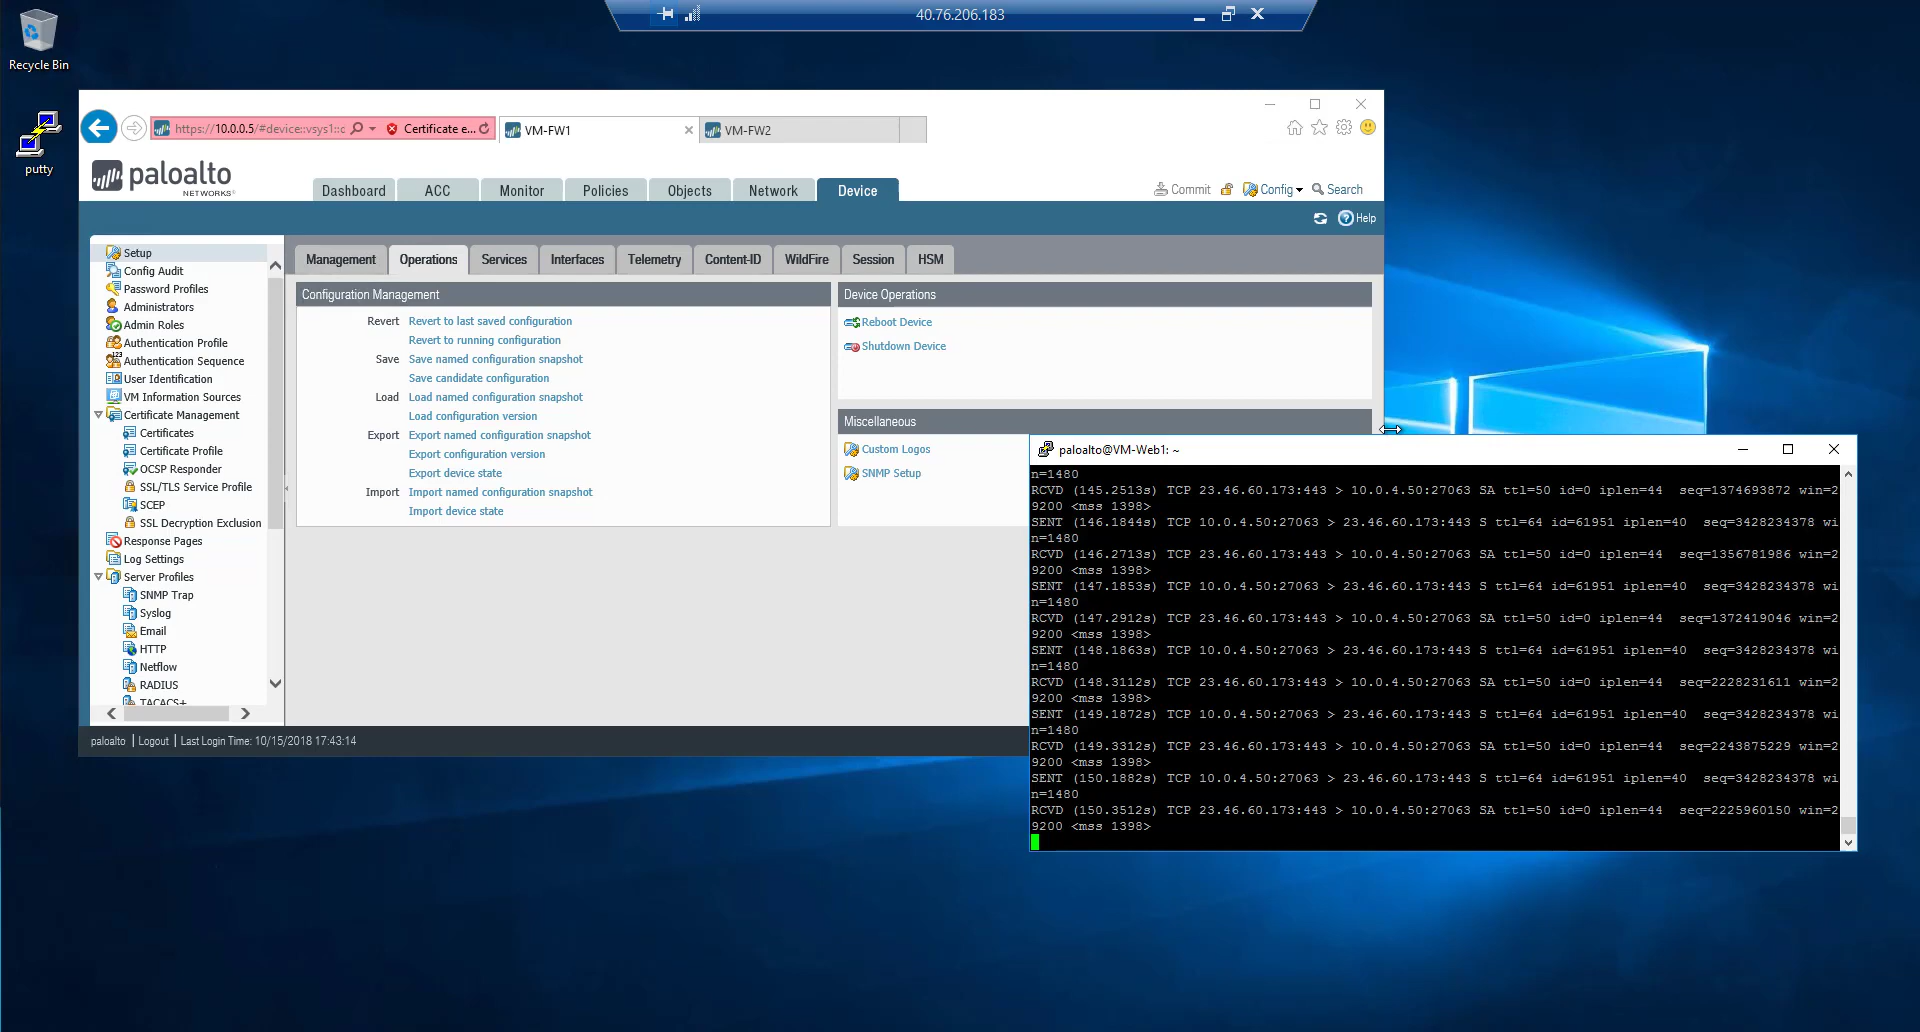 40.76.206.183
Recycle Bin
putty
https://10.0.0.5/#device::vsys1::c
Certificate e...
VM-FW1
VM-FW2
paloalto
NETWORKS
Dashboard
ACC
Monitor
Policies
Objects
Network
Device
Commit
Config
Search
Help
Setup
Config Audit
Password Profiles
Administrators
Admin Roles
Authentication Profile
Authentication Sequence
User Identification
VM Information Sources
Certificate Management
Certificates
Certificate Profile
OCSP Responder
SSL/TLS Service Profile
SCEP
SSL Decryption Exclusion
Response Pages
Log Settings
Server Profiles
SNMP Trap
Syslog
Email
HTTP
Netflow
RADIUS
TACACS+
Management
Operations
Services
Interfaces
Telemetry
Content-ID
WildFire
Session
HSM
Configuration Management
Revert Revert to last saved configuration
Revert to running configuration
Save Save named configuration snapshot
Save candidate configuration
Load Load named configuration snapshot
Load configuration version
Export Export named configuration snapshot
Export configuration version
Export device state
Import Import named configuration snapshot
Import device state
Device Operations
Reboot Device
Shutdown Device
Miscellaneous
Custom Logos
SNMP Setup
paloalto | Logout | Last Login Time: 10/15/2018 17:43:14
paloalto@VM-Web1: ~
n=1480
RCVD (145.2513s) TCP 23.46.60.173:443 > 10.0.4.50:27063 SA ttl=50 id=0 iplen=44  seq=1374693872 win=2
9200 <mss 1398>
SENT (146.1844s) TCP 10.0.4.50:27063 > 23.46.60.173:443 S ttl=64 id=61951 iplen=40  seq=3428234378 wi
n=1480
RCVD (146.2713s) TCP 23.46.60.173:443 > 10.0.4.50:27063 SA ttl=50 id=0 iplen=44  seq=1356781986 win=2
9200 <mss 1398>
SENT (147.1853s) TCP 10.0.4.50:27063 > 23.46.60.173:443 S ttl=64 id=61951 iplen=40  seq=3428234378 wi
n=1480
RCVD (147.2912s) TCP 23.46.60.173:443 > 10.0.4.50:27063 SA ttl=50 id=0 iplen=44  seq=1372419046 win=2
9200 <mss 1398>
SENT (148.1863s) TCP 10.0.4.50:27063 > 23.46.60.173:443 S ttl=64 id=61951 iplen=40  seq=3428234378 wi
n=1480
RCVD (148.3112s) TCP 23.46.60.173:443 > 10.0.4.50:27063 SA ttl=50 id=0 iplen=44  seq=2228231611 win=2
9200 <mss 1398>
SENT (149.1872s) TCP 10.0.4.50:27063 > 23.46.60.173:443 S ttl=64 id=61951 iplen=40  seq=3428234378 wi
n=1480
RCVD (149.3312s) TCP 23.46.60.173:443 > 10.0.4.50:27063 SA ttl=50 id=0 iplen=44  seq=2243875229 win=2
9200 <mss 1398>
SENT (150.1882s) TCP 10.0.4.50:27063 > 23.46.60.173:443 S ttl=64 id=61951 iplen=40  seq=3428234378 wi
n=1480
RCVD (150.3512s) TCP 23.46.60.173:443 > 10.0.4.50:27063 SA ttl=50 id=0 iplen=44  seq=2225960150 win=2
9200 <mss 1398>